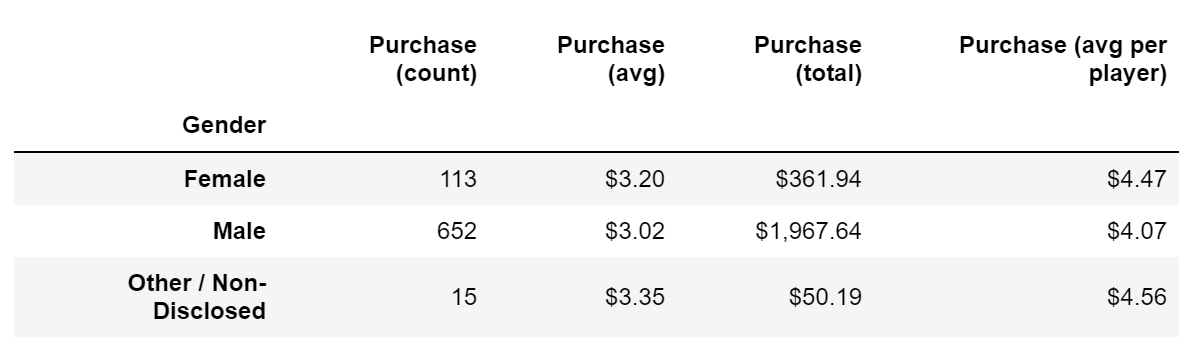 Purchase (count) Purchase (avg) Purchase (total) Purchase (avg per player)
Gender
Female 113 $3.20 $361.94 $4.47
Male 652 $3.02 $1,967.64 $4.07
Other / Non-
Disclosed 15 $3.35 $50.19 $4.56